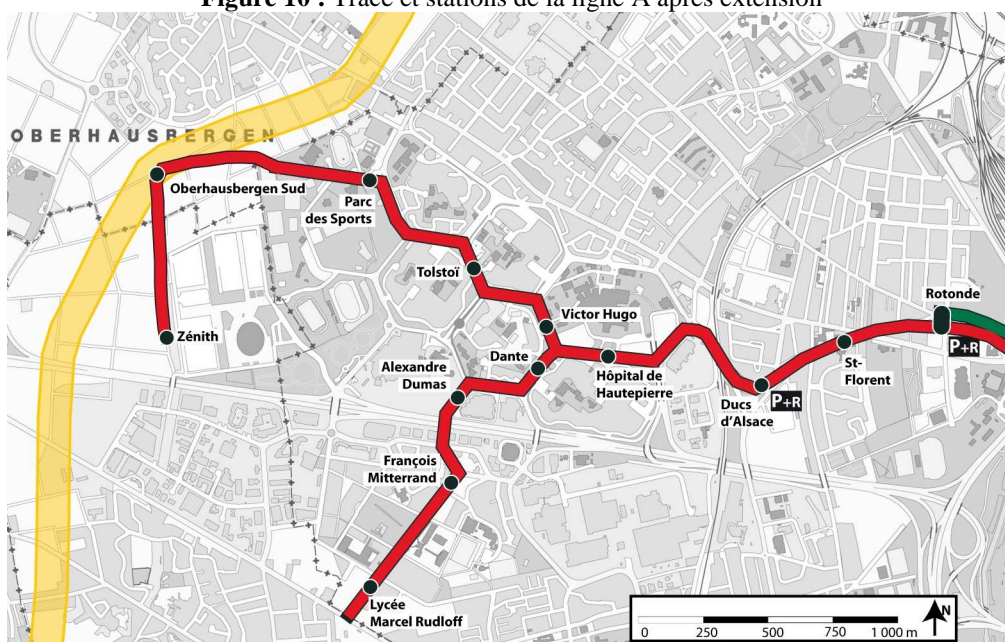 Figure 10 : Tracé et stations de la ligne A après extension
OBERHAUSBERGEN
Oberhausbergen Sud
Parc
des Sports
Tolstoï
Zénith
Victor Hugo
Dante
Alexandre
Dumas
Hôpital de
Hautepierre
Ducs
d'Alsace
P+R
St-
Florent
Rotonde
P+R
François
Mitterrand
Lycée
Marcel Rudloff
N
0 250 500 750 1 000 m